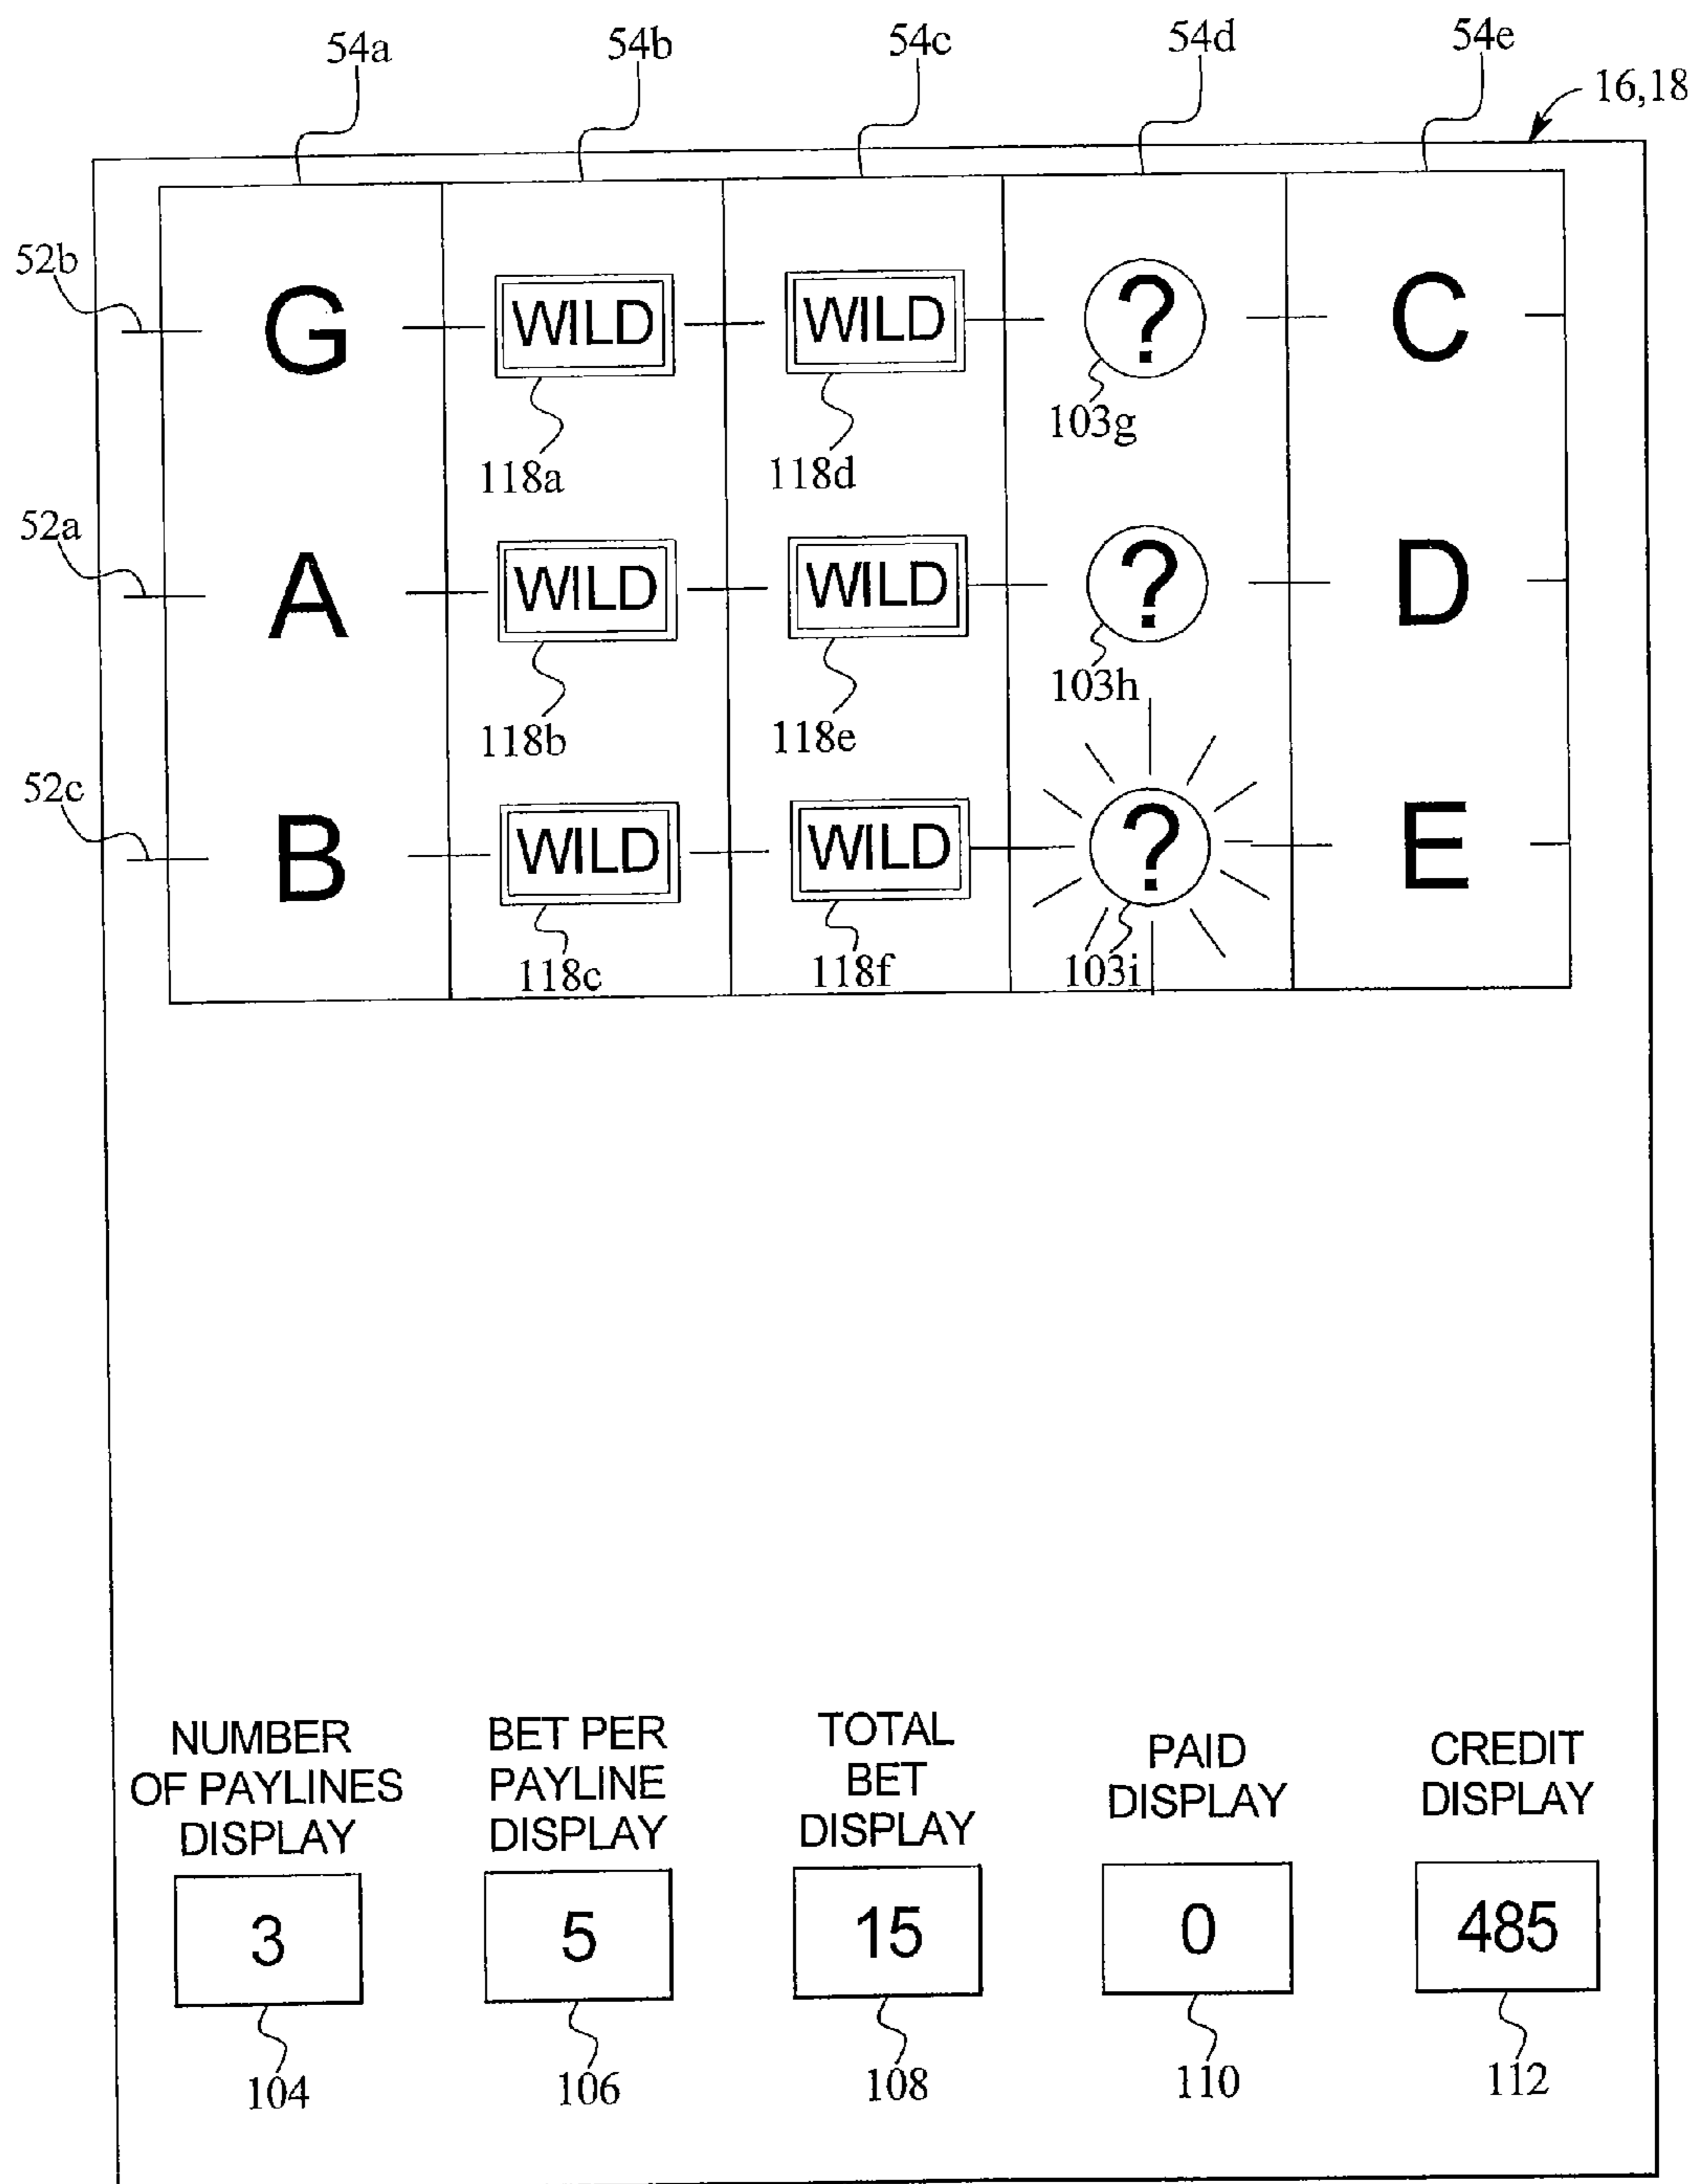 54a 54b 54c 54d 54e
16,18
52b G WILD WILD ? C
103g
118a 118d
52a A WILD WILD ? D
103h
118b 118e
52c B WILD WILD ? E
118c 118f 103i
NUMBER
OF PAYLINES
DISPLAY
3
104
BET PER
PAYLINE
DISPLAY
5
106
TOTAL
BET
DISPLAY
15
108
PAID
DISPLAY
0
110
CREDIT
DISPLAY
485
112